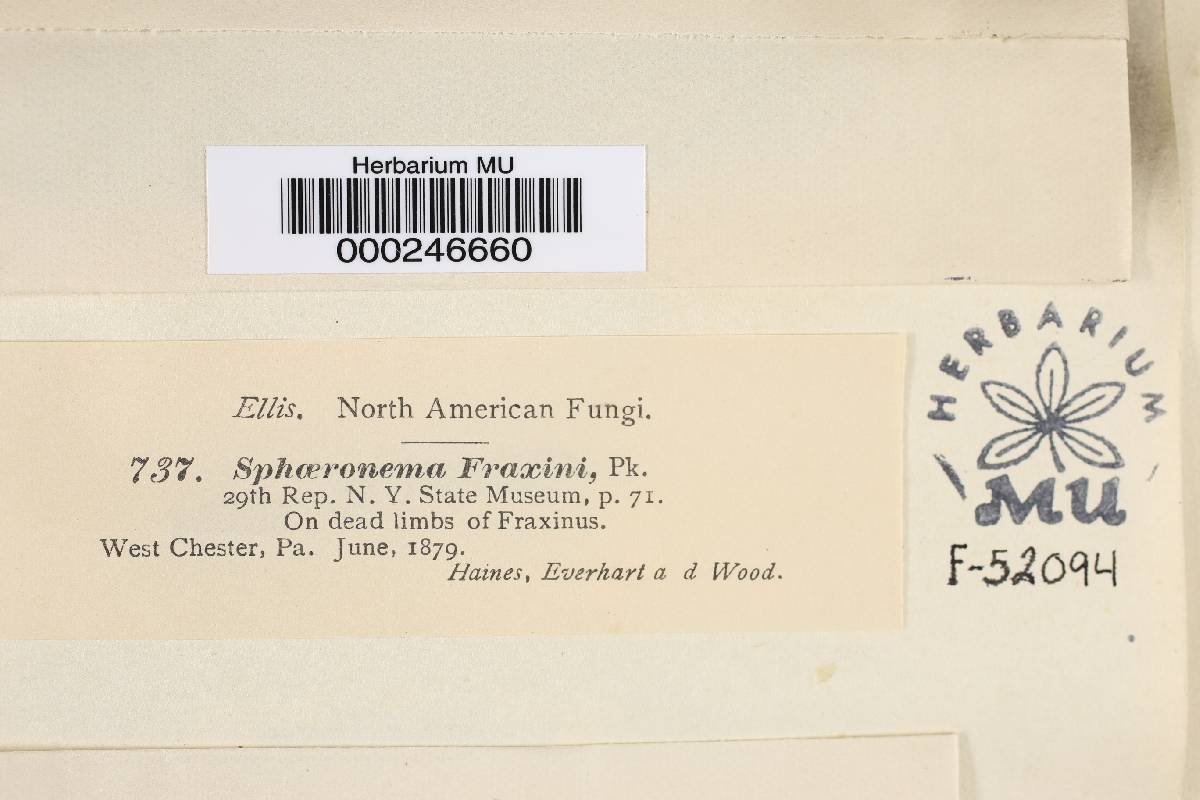 Herbarium MU
000246660
Ellis. North American Fungi.
737. Sphæronema Fraxini, Pk.
29th Rep. N. Y. State Museum, p. 71.
On dead limbs of Fraxinus.
West Chester, Pa. June, 1879.
Haines, Everhart a d Wood.
HERBARIUM
MU
F-52094